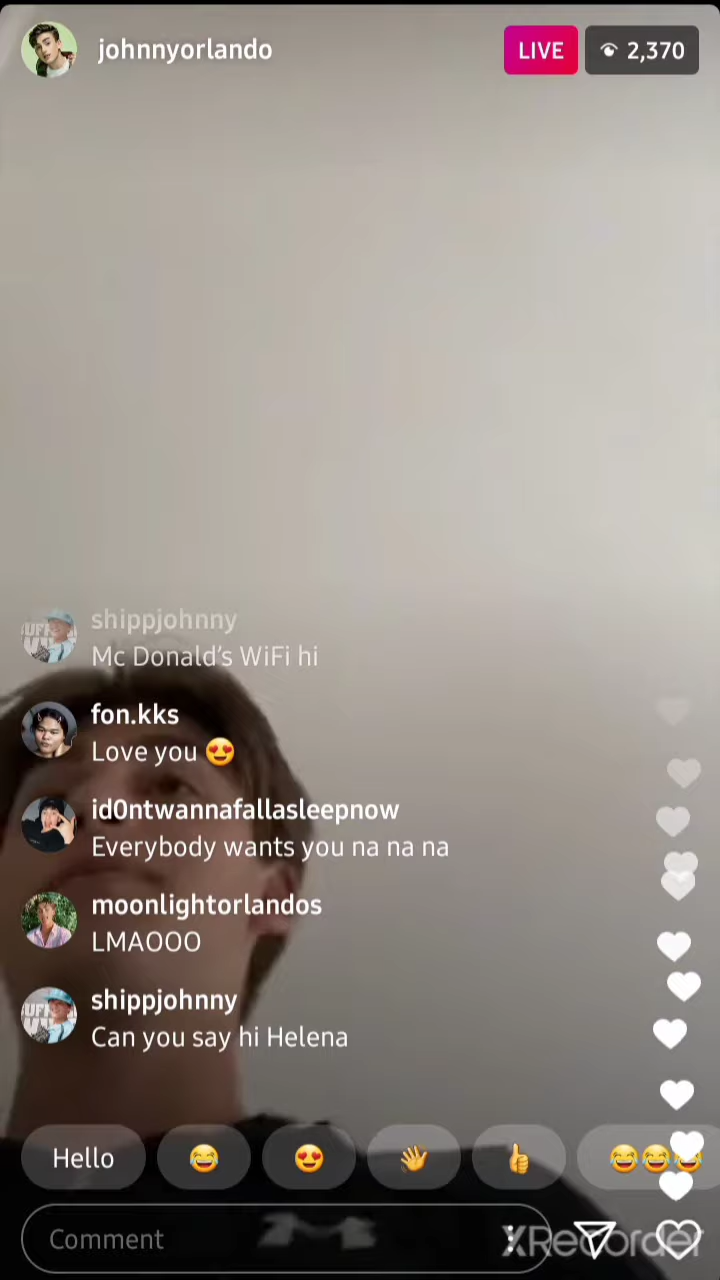 johnnyorlando
LIVE
2,370
shippjohnny
Mc Donald's WiFi hi
fon.kks
Love you 😍
id0ntwannafallasleepnow
Everybody wants you na na na
moonlightorlandos
LMAOOO
shippjohnny
Can you say hi Helena
Hello
Comment
XRecorder